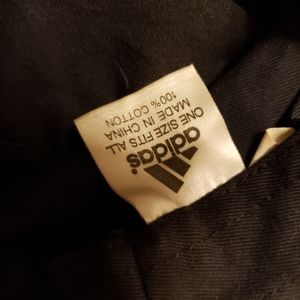 adidas
ONE SIZE FITS ALL
MADE IN CHINA
100% COTTON